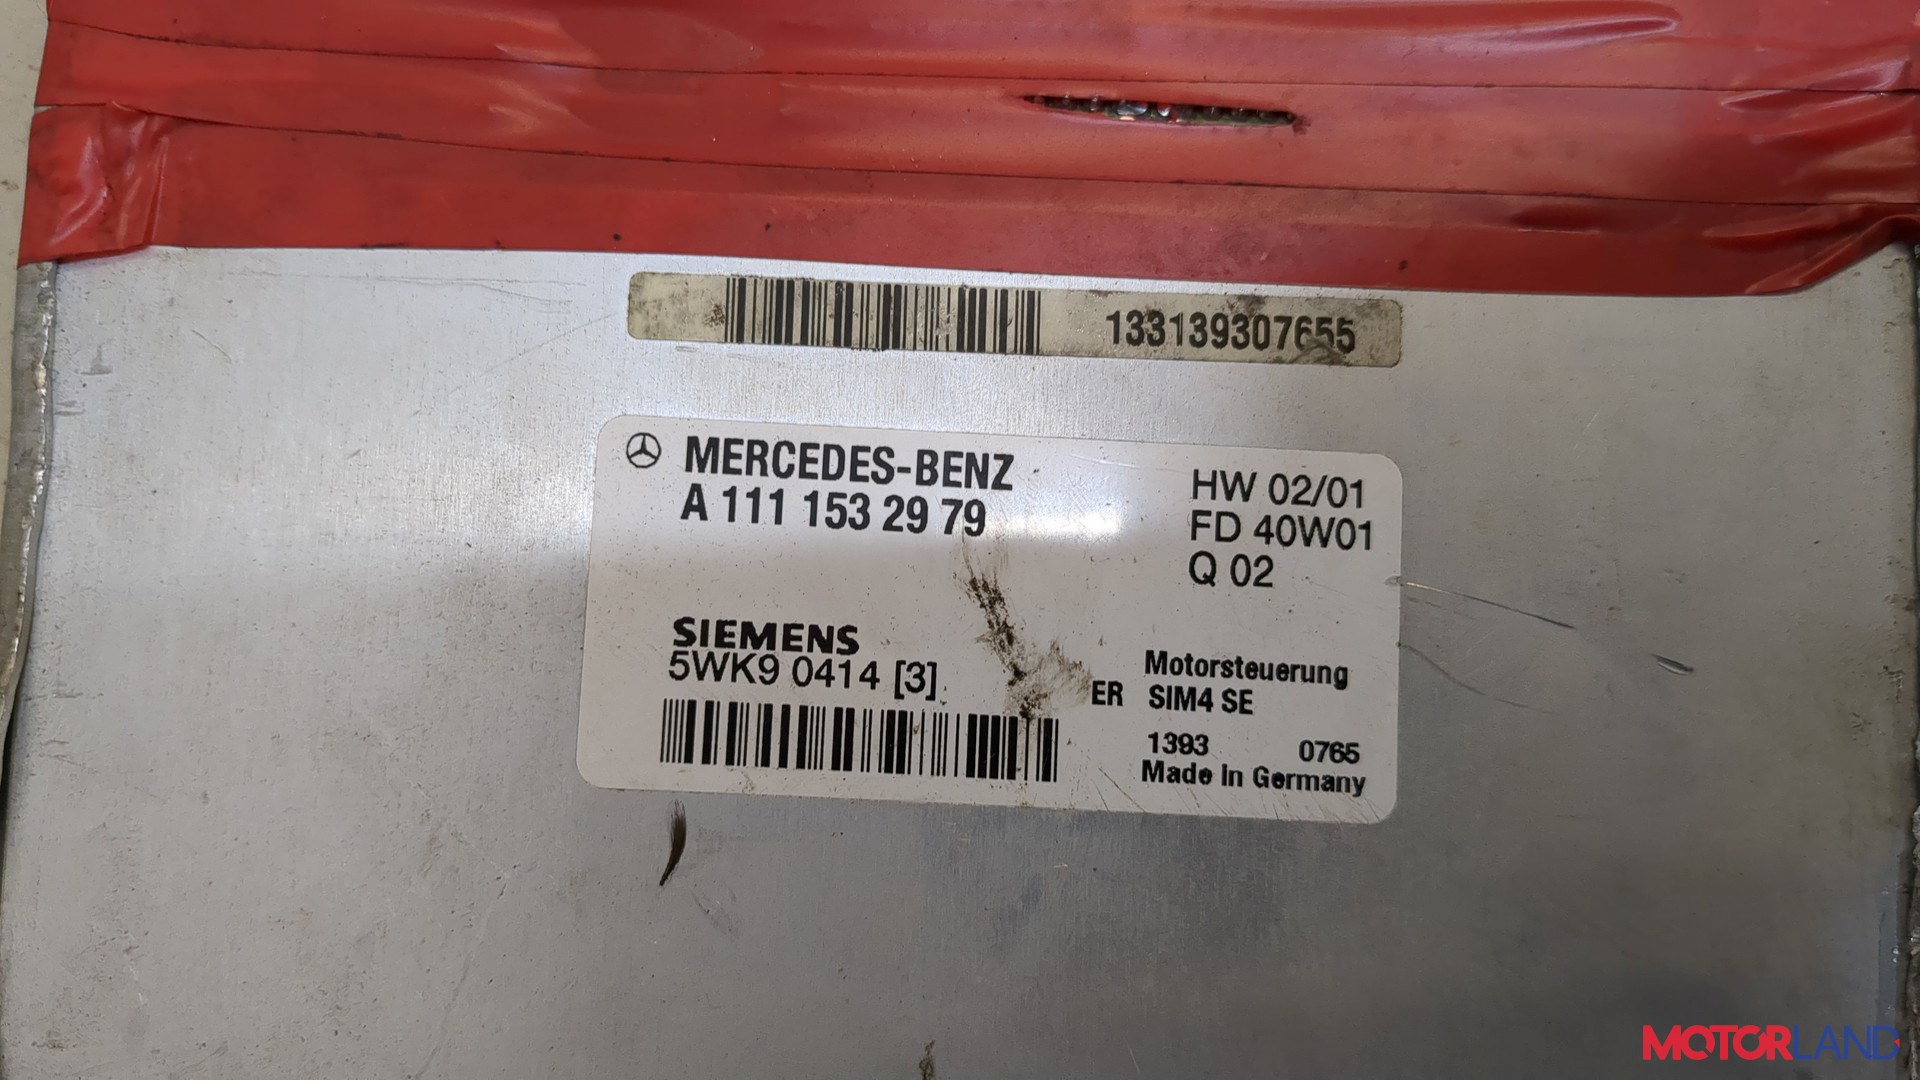 133139307655
MERCEDES-BENZ
A 111 153 29 79
HW 02/01
FD 40W01
Q 02
SIEMENS
5WK9 0414 [3]
Motorsteuerung
ER SIM4 SE
1393 0765
Made In Germany
MOTORLAND